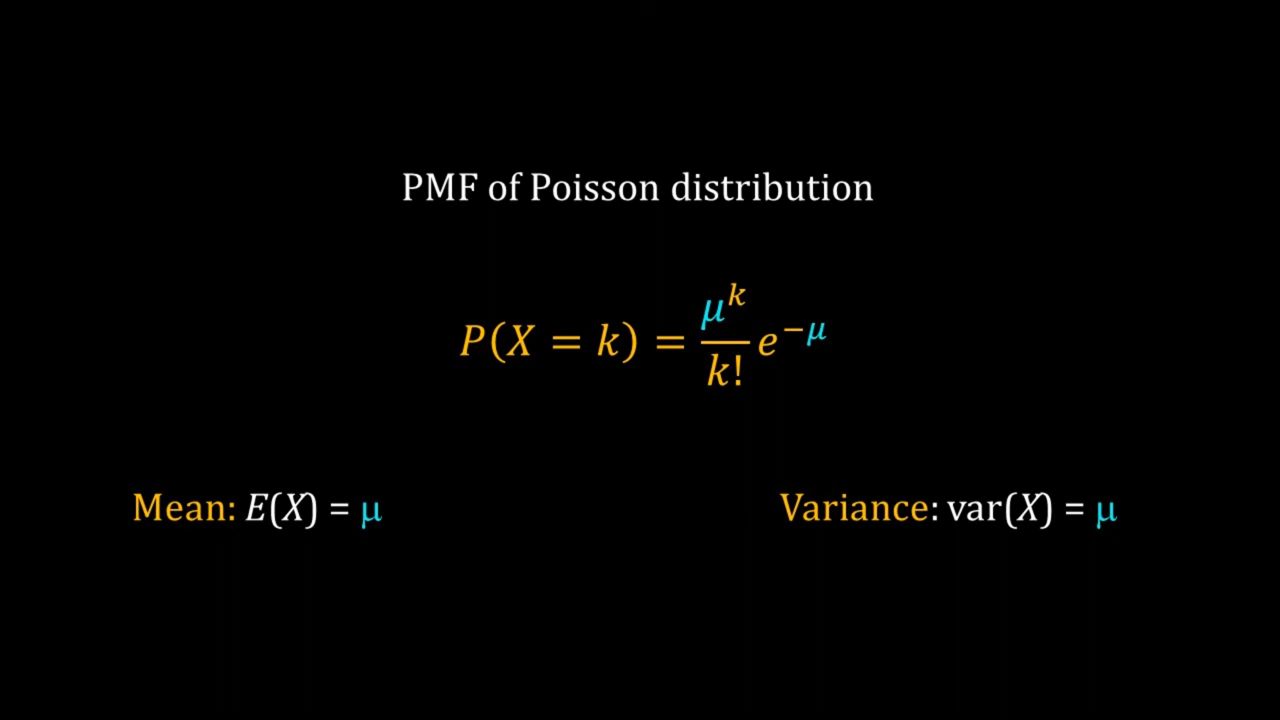 PMF of Poisson distribution
P(X = k) = μ^k / k! e^−μ
Mean: E(X) = μ
Variance: var(X) = μ